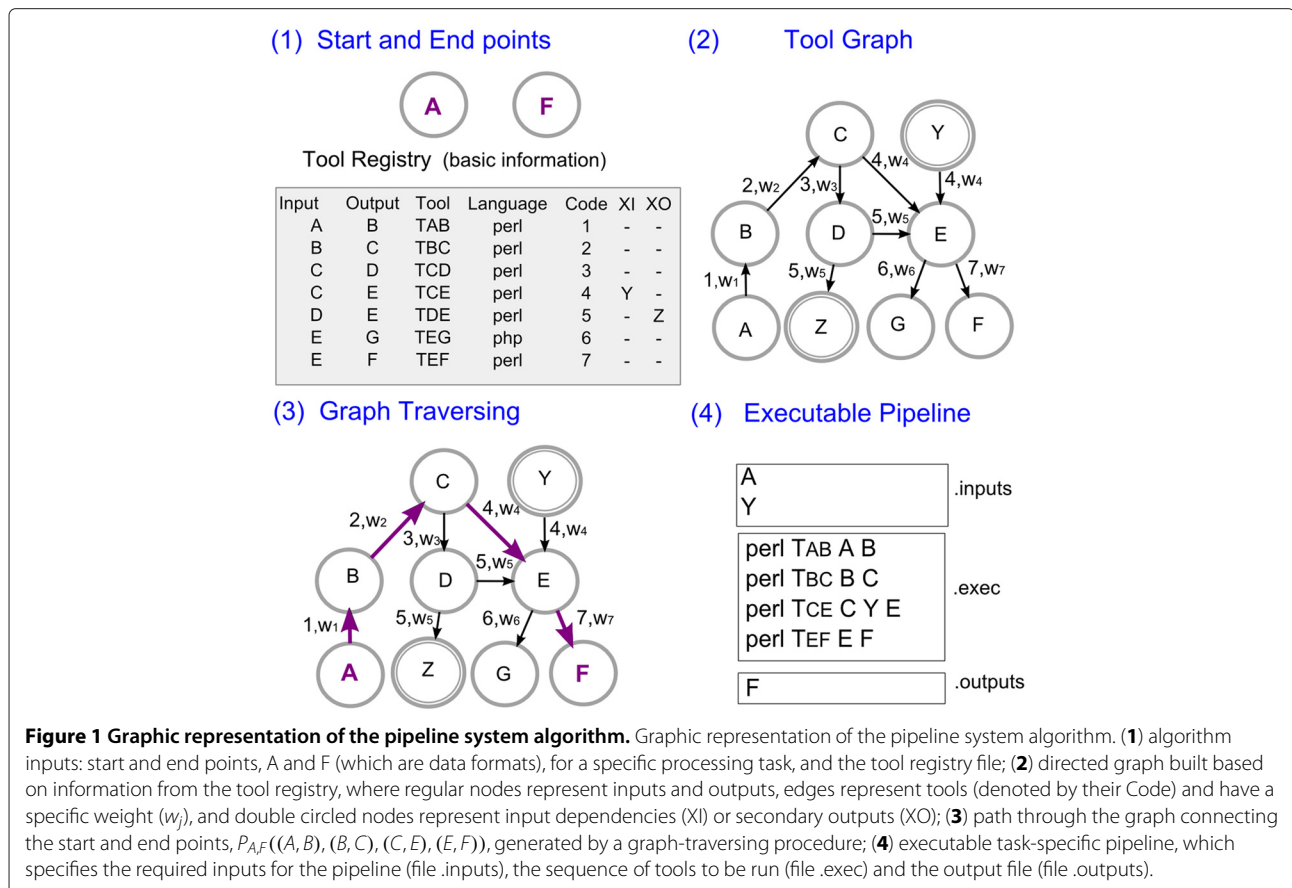 (1) Start and End points
A F
Tool Registry (basic information)
Input Output Tool Language Code XI XO
A B TAB perl 1 - -
B C TBC perl 2 - -
C D TCD perl 3 - -
C E TCE perl 4 Y -
D E TDE perl 5 - Z
E G TEG php 6 - -
E F TEF perl 7 - -
(2) Tool Graph
C Y
4,w4
2,w2 3,w3 4,w4
5,w5
B D E
1,w1 5,w5 6,w6 7,w7
A Z G F
(3) Graph Traversing
C Y
4,w4
2,w2 3,w3 4,w4
5,w5
B D E
1,w1 5,w5 6,w6 7,w7
A Z G F
(4) Executable Pipeline
A
Y
.inputs
perl TAB A B
perl TBC B C
perl TCE C Y E
perl TEF E F
.exec
F
.outputs
Figure 1 Graphic representation of the pipeline system algorithm. Graphic representation of the pipeline system algorithm. (1) algorithm
inputs: start and end points, A and F (which are data formats), for a specific processing task, and the tool registry file; (2) directed graph built based
on information from the tool registry, where regular nodes represent inputs and outputs, edges represent tools (denoted by their Code) and have a
specific weight (wj), and double circled nodes represent input dependencies (XI) or secondary outputs (XO); (3) path through the graph connecting
the start and end points, PA,F((A, B), (B, C), (C, E), (E, F)), generated by a graph-traversing procedure; (4) executable task-specific pipeline, which
specifies the required inputs for the pipeline (file .inputs), the sequence of tools to be run (file .exec) and the output file (file .outputs).